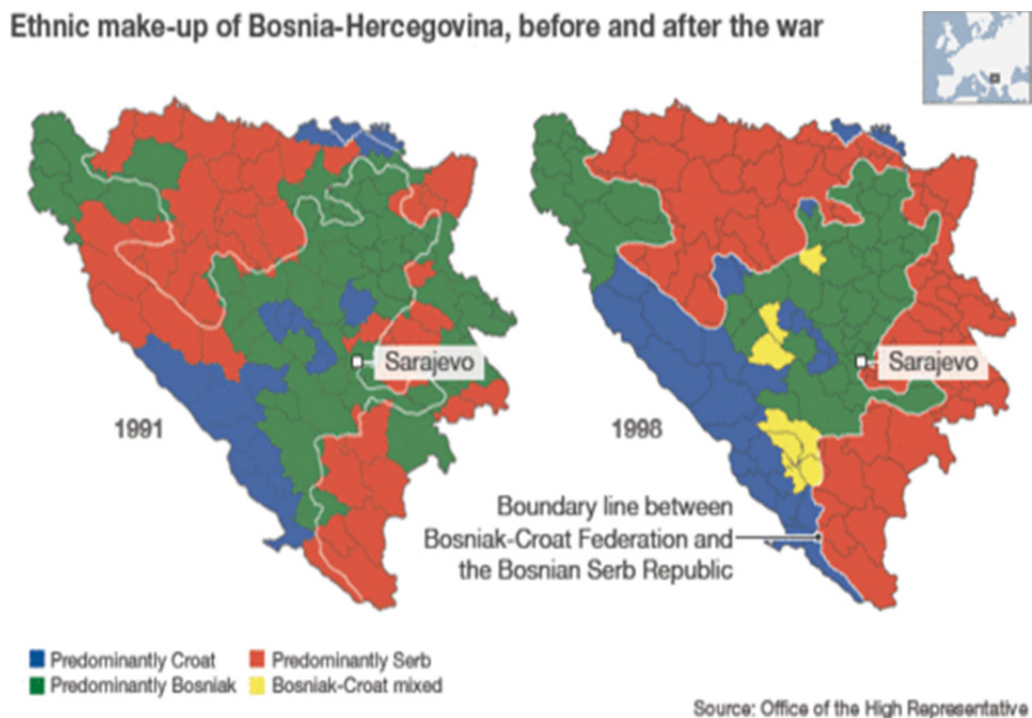 Ethnic make-up of Bosnia-Hercegovina, before and after the war
Sarajevo
1991
Sarajevo
1998
Boundary line between
Bosniak-Croat Federation and
the Bosnian Serb Republic
Predominantly Croat
Predominantly Serb
Predominantly Bosniak
Bosniak-Croat mixed
Source: Office of the High Representative